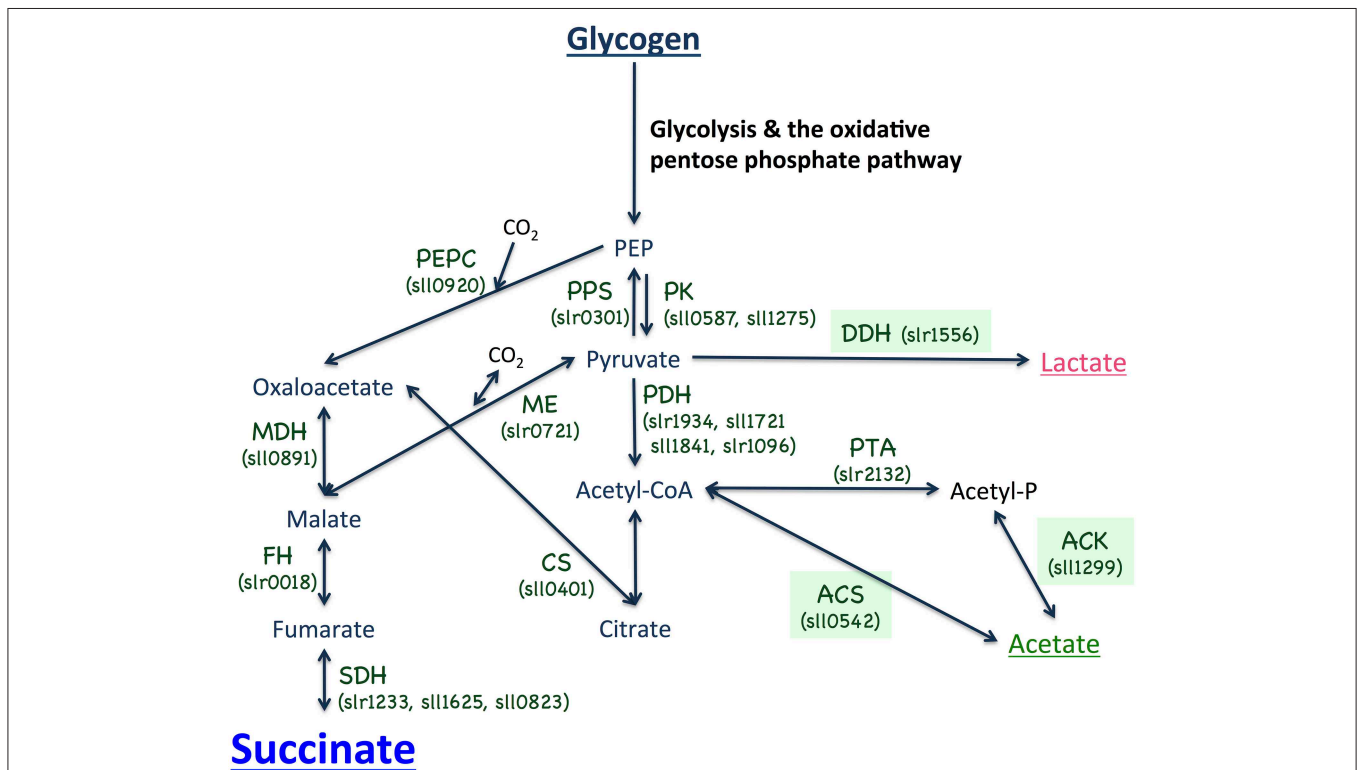 Glycogen
Glycolysis & the oxidative
pentose phosphate pathway
CO2
PEP
PEPC
(sll0920)
PPS
(slr0301)
PK
(sll0587, sll1275)
DDH (slr1556)
CO2
Pyruvate
Lactate
Oxaloacetate
ME
(slr0721)
PDH
(slr1934, sll1721
sll1841, slr1096)
MDH
(sll0891)
PTA
(slr2132)
Acetyl-CoA
Acetyl-P
Malate
ACK
(sll1299)
FH
(slr0018)
CS
(sll0401)
ACS
(sll0542)
Fumarate
Citrate
Acetate
SDH
(slr1233, sll1625, sll0823)
Succinate